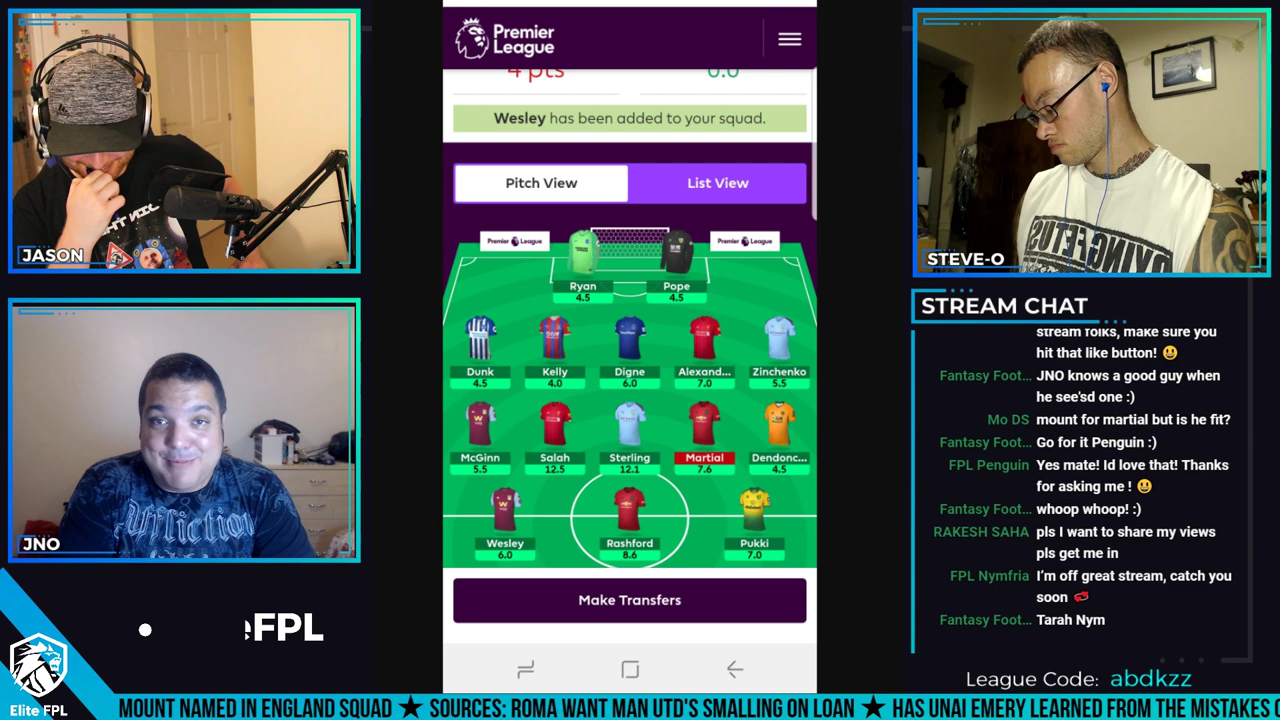 JASON
JNO
FPL
Elite FPL
Premier
League
4 pts
0.0
Wesley has been added to your squad.
Pitch View
List View
Premier League
Premier League
Ryan
4.5
Pope
4.5
Dunk
4.5
Kelly
4.0
Digne
6.0
Alexand...
7.0
Zinchenko
5.5
McGinn
5.5
Salah
12.5
Sterling
12.1
Martial
7.6
Dendonc...
4.5
Wesley
6.0
Rashford
8.6
Pukki
7.0
Make Transfers
STEVE-O
STREAM CHAT
stream folks, make sure you
hit that like button! 😃
Fantasy Foot... JNO knows a good guy when
he see'sd one :)
Mo DS mount for martial but is he fit?
Fantasy Foot... Go for it Penguin :)
FPL Penguin Yes mate! Id love that! Thanks
for asking me ! 😃
Fantasy Foot... whoop whoop! :)
RAKESH SAHA pls I want to share my views
pls get me in
FPL Nymfria I'm off great stream, catch you
soon
Fantasy Foot... Tarah Nym
League Code: abdkzz
MOUNT NAMED IN ENGLAND SQUAD ★ SOURCES: ROMA WANT MAN UTD'S SMALLING ON LOAN ★ HAS UNAI EMERY LEARNED FROM THE MISTAKES
Affliction
DYING FETUS